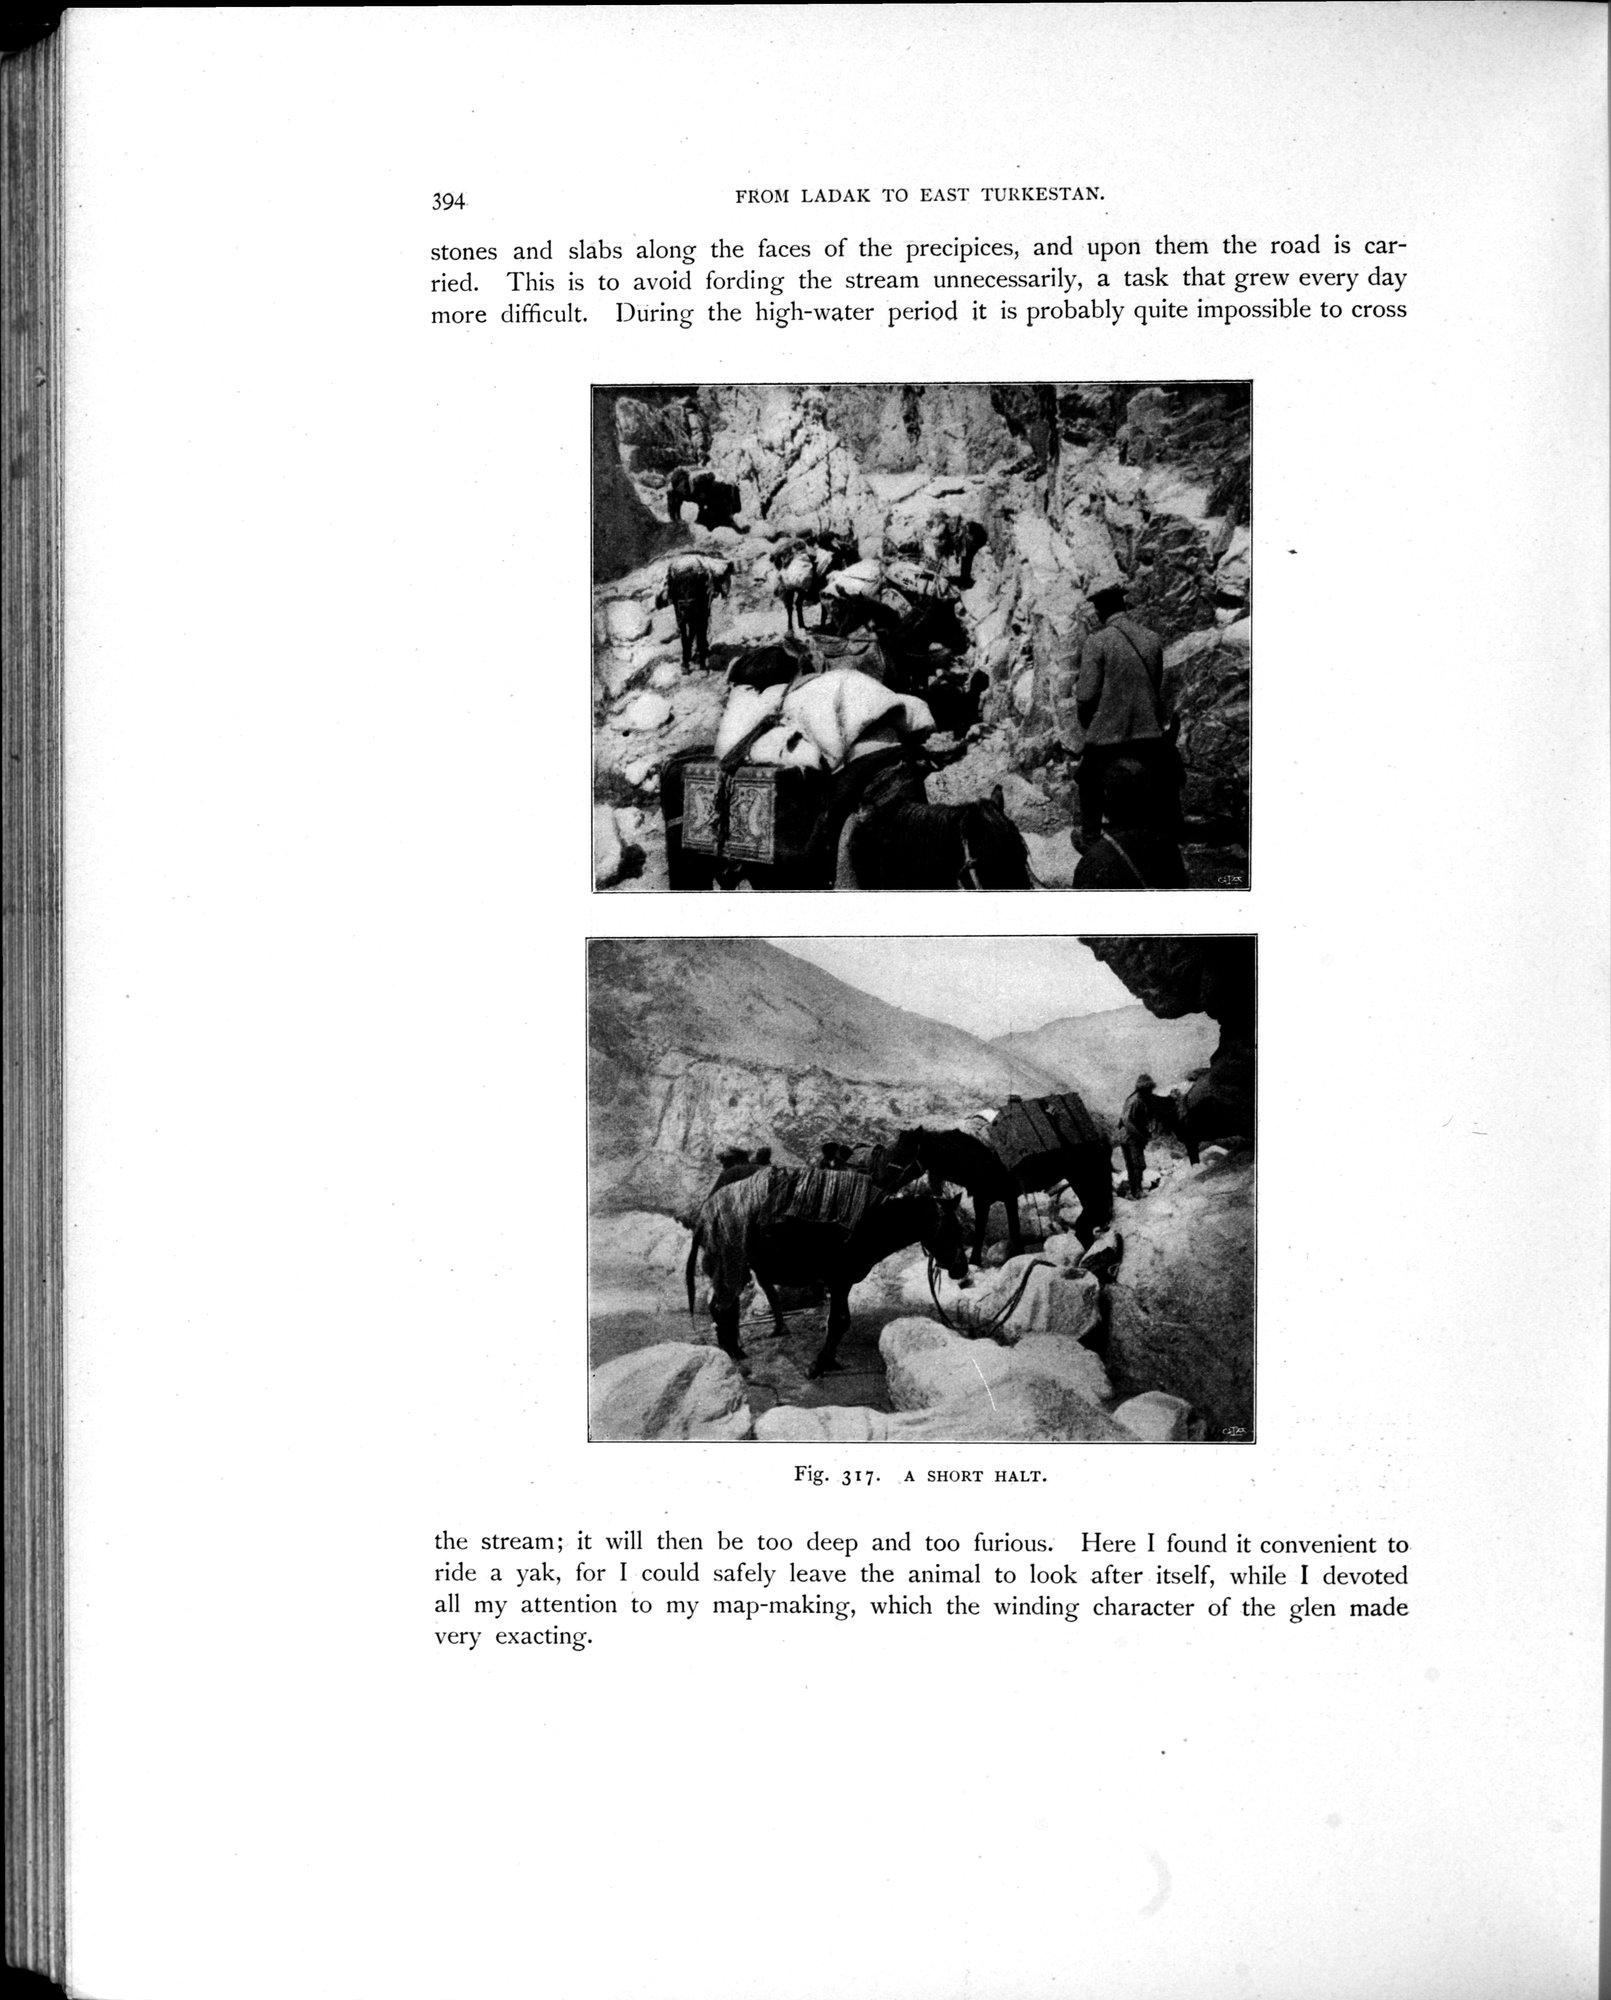 394
FROM LADAK TO EAST TURKESTAN.
stones and slabs along the faces of the precipices, and upon them the road is car-
ried. This is to avoid fording the stream unnecessarily, a task that grew every day
more difficult. During the high-water period it is probably quite impossible to cross
Fig. 317. A SHORT HALT.
the stream; it will then be too deep and too furious. Here I found it convenient to
ride a yak, for I could safely leave the animal to look after itself, while I devoted
all my attention to my map-making, which the winding character of the glen made
very exacting.